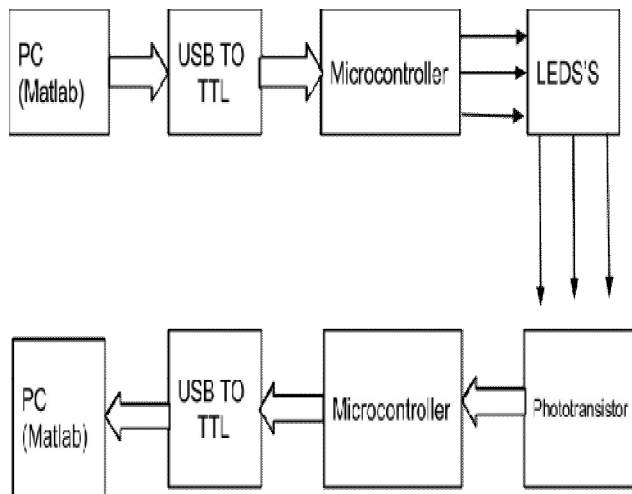 PC
(Matlab)
USB TO
TTL
Microcontroller
LEDS'S
PC
(Matlab)
USB TO
TTL
Microcontroller
Phototransistor